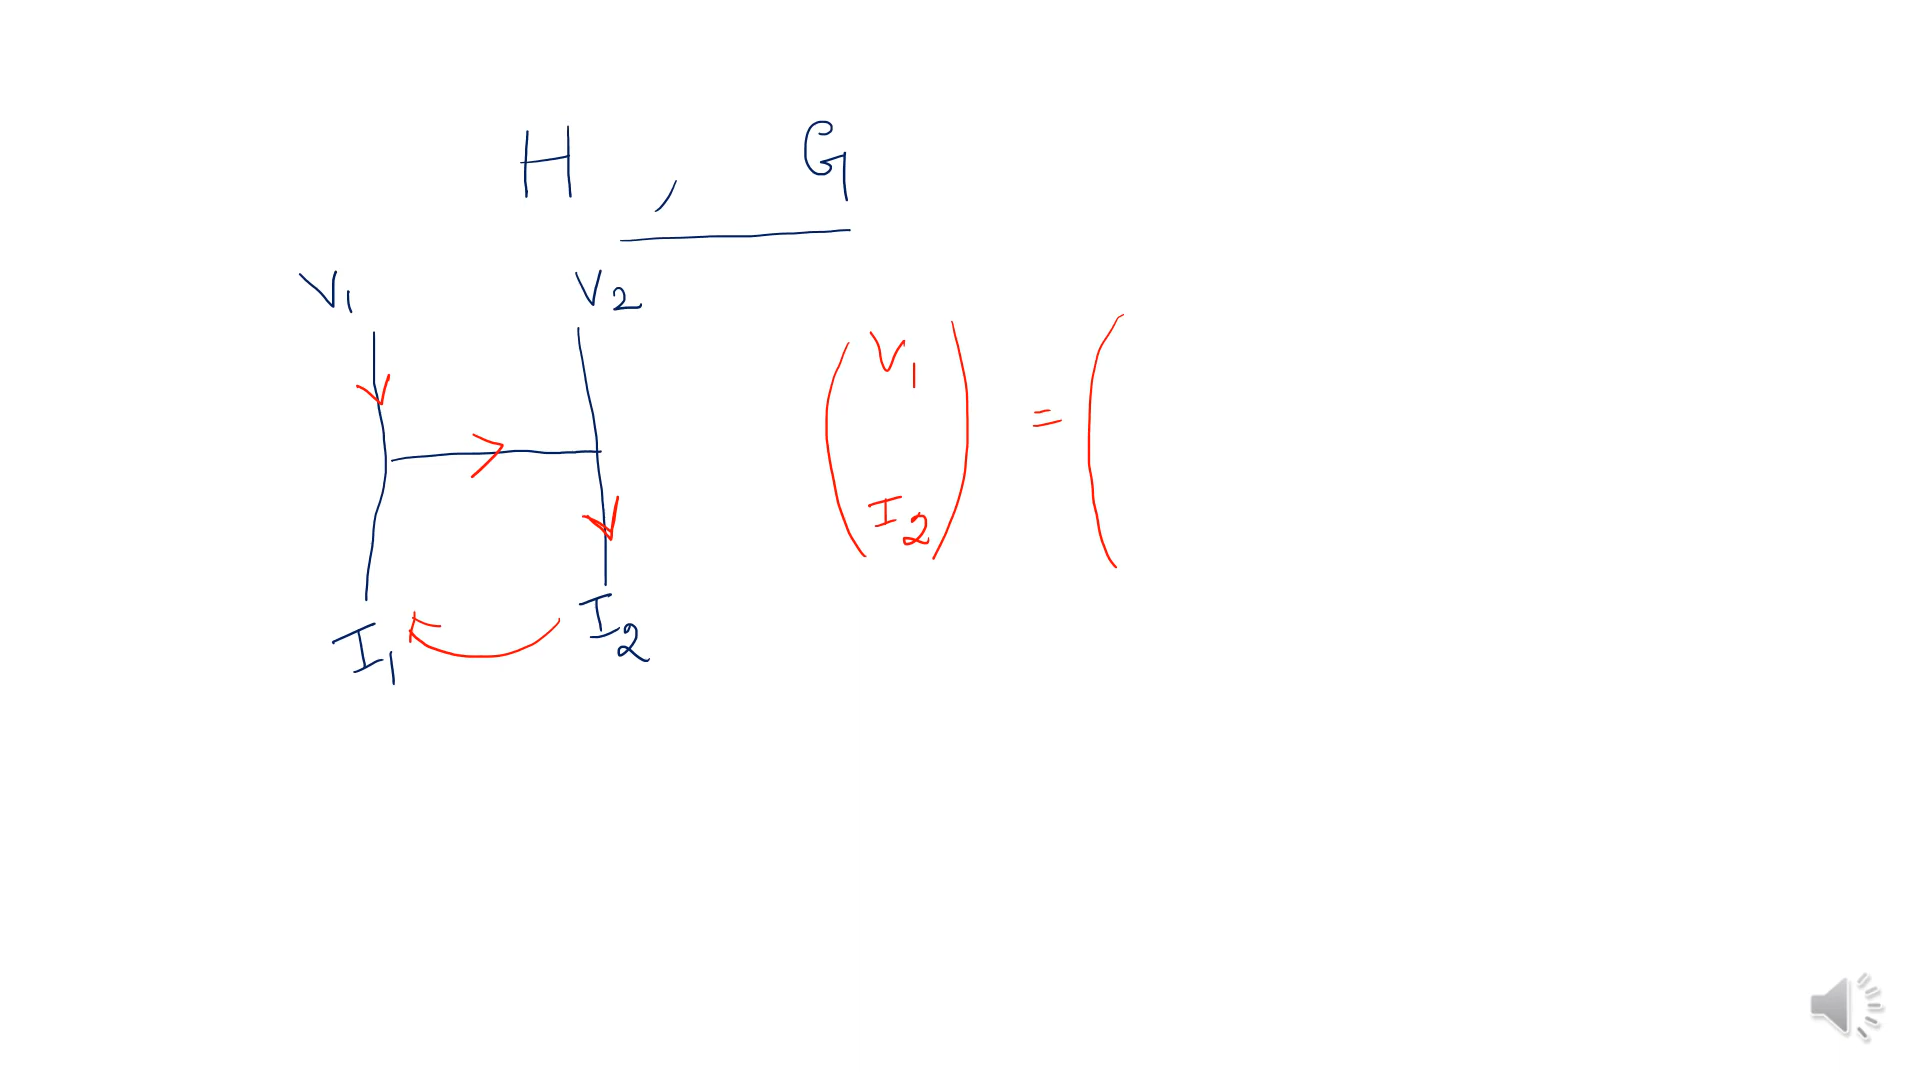 H , G
V1 V2
( V1 I2 ) = (
I1 I2